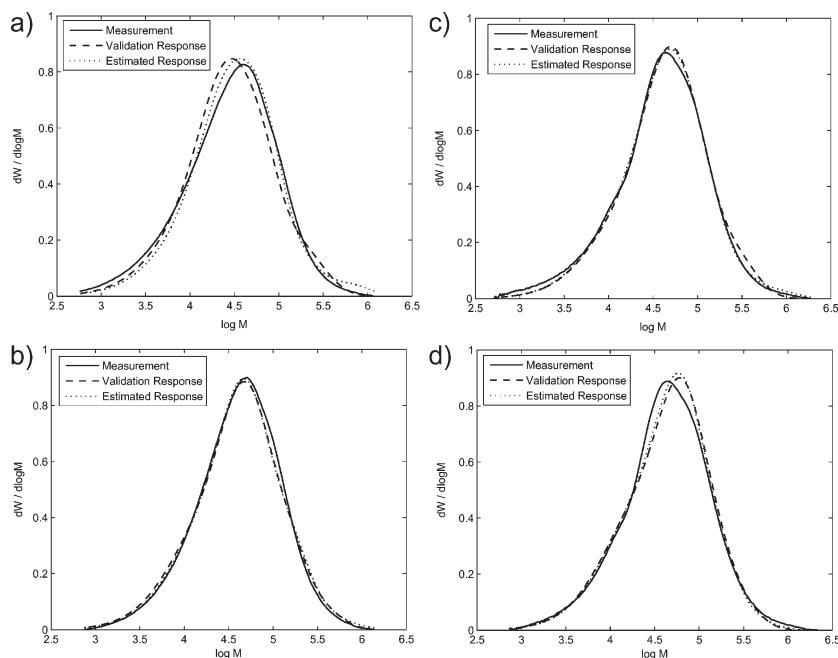 a)
1
Measurement
Validation Response
Estimated Response
0.8
0.6
0.4
0.2
0
dW / dlogM
2.5 3 3.5 4 4.5 5 5.5 6 6.5
log M
c)
1
Measurement
Validation Response
Estimated Response
0.8
0.6
0.4
0.2
0
dW / dlogM
2.5 3 3.5 4 4.5 5 5.5 6 6.5
log M
b)
1
Measurement
Validation Response
Estimated Response
0.8
0.6
0.4
0.2
0
dW / dlogM
2.5 3 3.5 4 4.5 5 5.5 6 6.5
log M
d)
1
Measurement
Validation Response
Estimated Response
0.8
0.6
0.4
0.2
0
dW / dlogM
2.5 3 3.5 4 4.5 5 5.5 6 6.5
log M